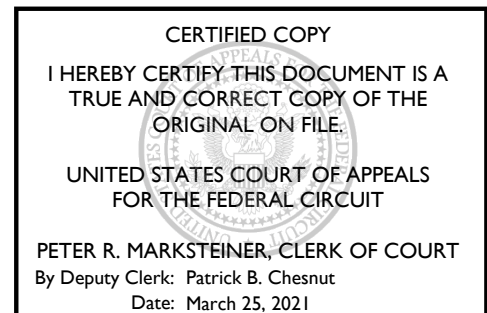 CERTIFIED COPY
I HEREBY CERTIFY THIS DOCUMENT IS A
TRUE AND CORRECT COPY OF THE
ORIGINAL ON FILE.
UNITED STATES COURT OF APPEALS
FOR THE FEDERAL CIRCUIT
PETER R. MARKSTEINER, CLERK OF COURT
By Deputy Clerk: Patrick B. Chesnut
Date: March 25, 2021